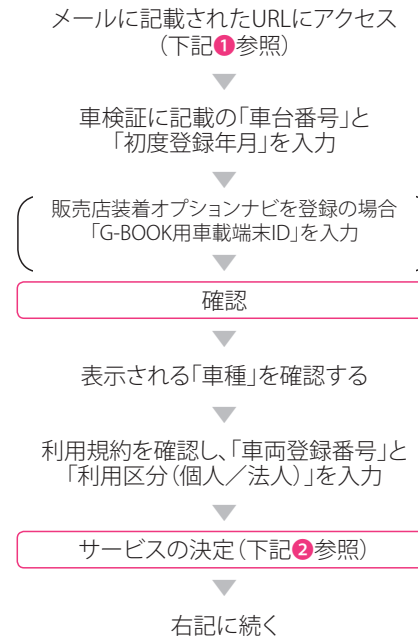 メールに記載されたURLにアクセス
（下記❶参照）
車検証に記載の「車台番号」と
「初度登録年月」を入力
販売店装着オプションナビを登録の場合
「G-BOOK用車載端末ID」を入力
確認
表示される「車種」を確認する
利用規約を確認し、「車両登録番号」と
「利用区分（個人／法人）」を入力
サービスの決定（下記❷参照）
右記に続く